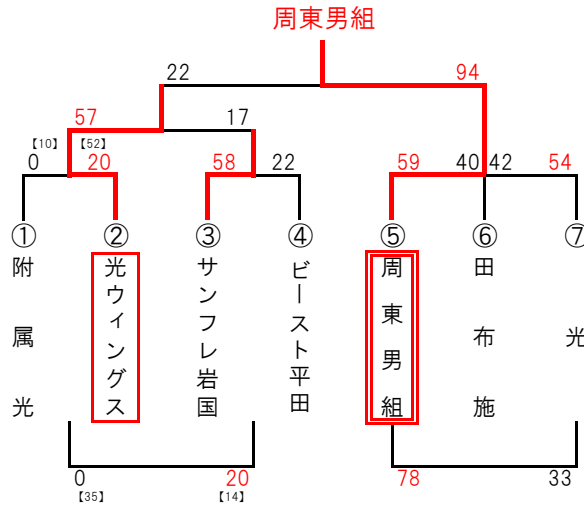 周東男組
22 94
57 17
【10】 【52】
0 20 58 22 59 40 42 54
① ② ③ ④ ⑤ ⑥ ⑦
附属光
光ウィングス
サンフレ岩国
ビースト平田
周東男組
田布施
光
0 20 78 33
【35】 【14】